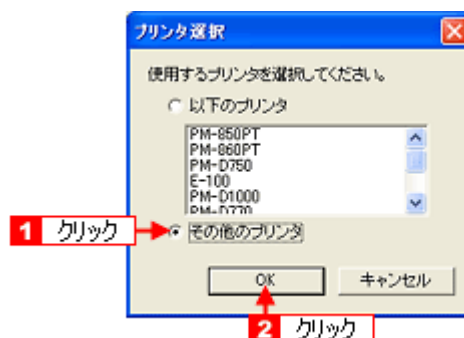 プリンタ選択
使用するプリンタを選択してください。
以下のプリンタ
PM-850PT
PM-860PT
PM-D750
E-100
PM-D1000
PM-D770
1 クリック
その他のプリンタ
OK
キャンセル
2 クリック